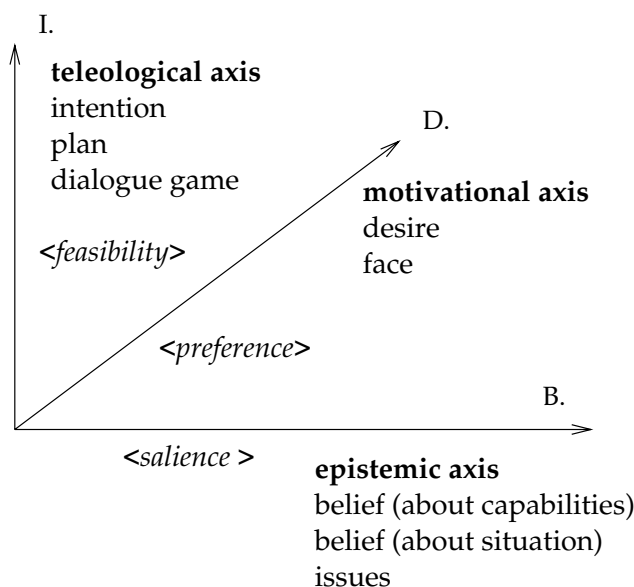 I.
teleological axis
intention
plan
dialogue game
D.
motivational axis
desire
face
<feasibility>
<preference>
B.
<salience >
epistemic axis
belief (about capabilities)
belief (about situation)
issues